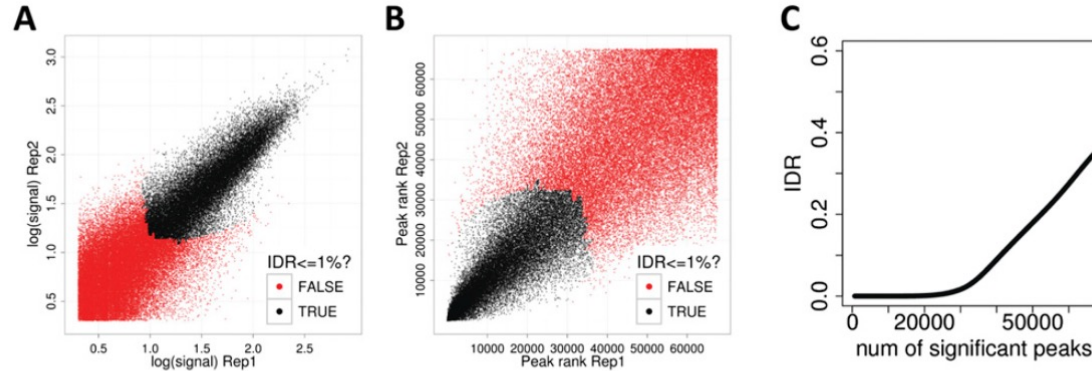 A
log(signal) Rep2
3.0
2.5
2.0
1.5
1.0
0.5
IDR<=1%?
FALSE
TRUE
0.5 1.0 1.5 2.0 2.5
log(signal) Rep1
B
Peak rank Rep2
60000
50000
40000
30000
20000
10000
IDR<=1%?
FALSE
TRUE
10000 20000 30000 40000 50000 60000
Peak rank Rep1
C
IDR
0.6
0.4
0.2
0.0
0 20000 50000
num of significant peaks